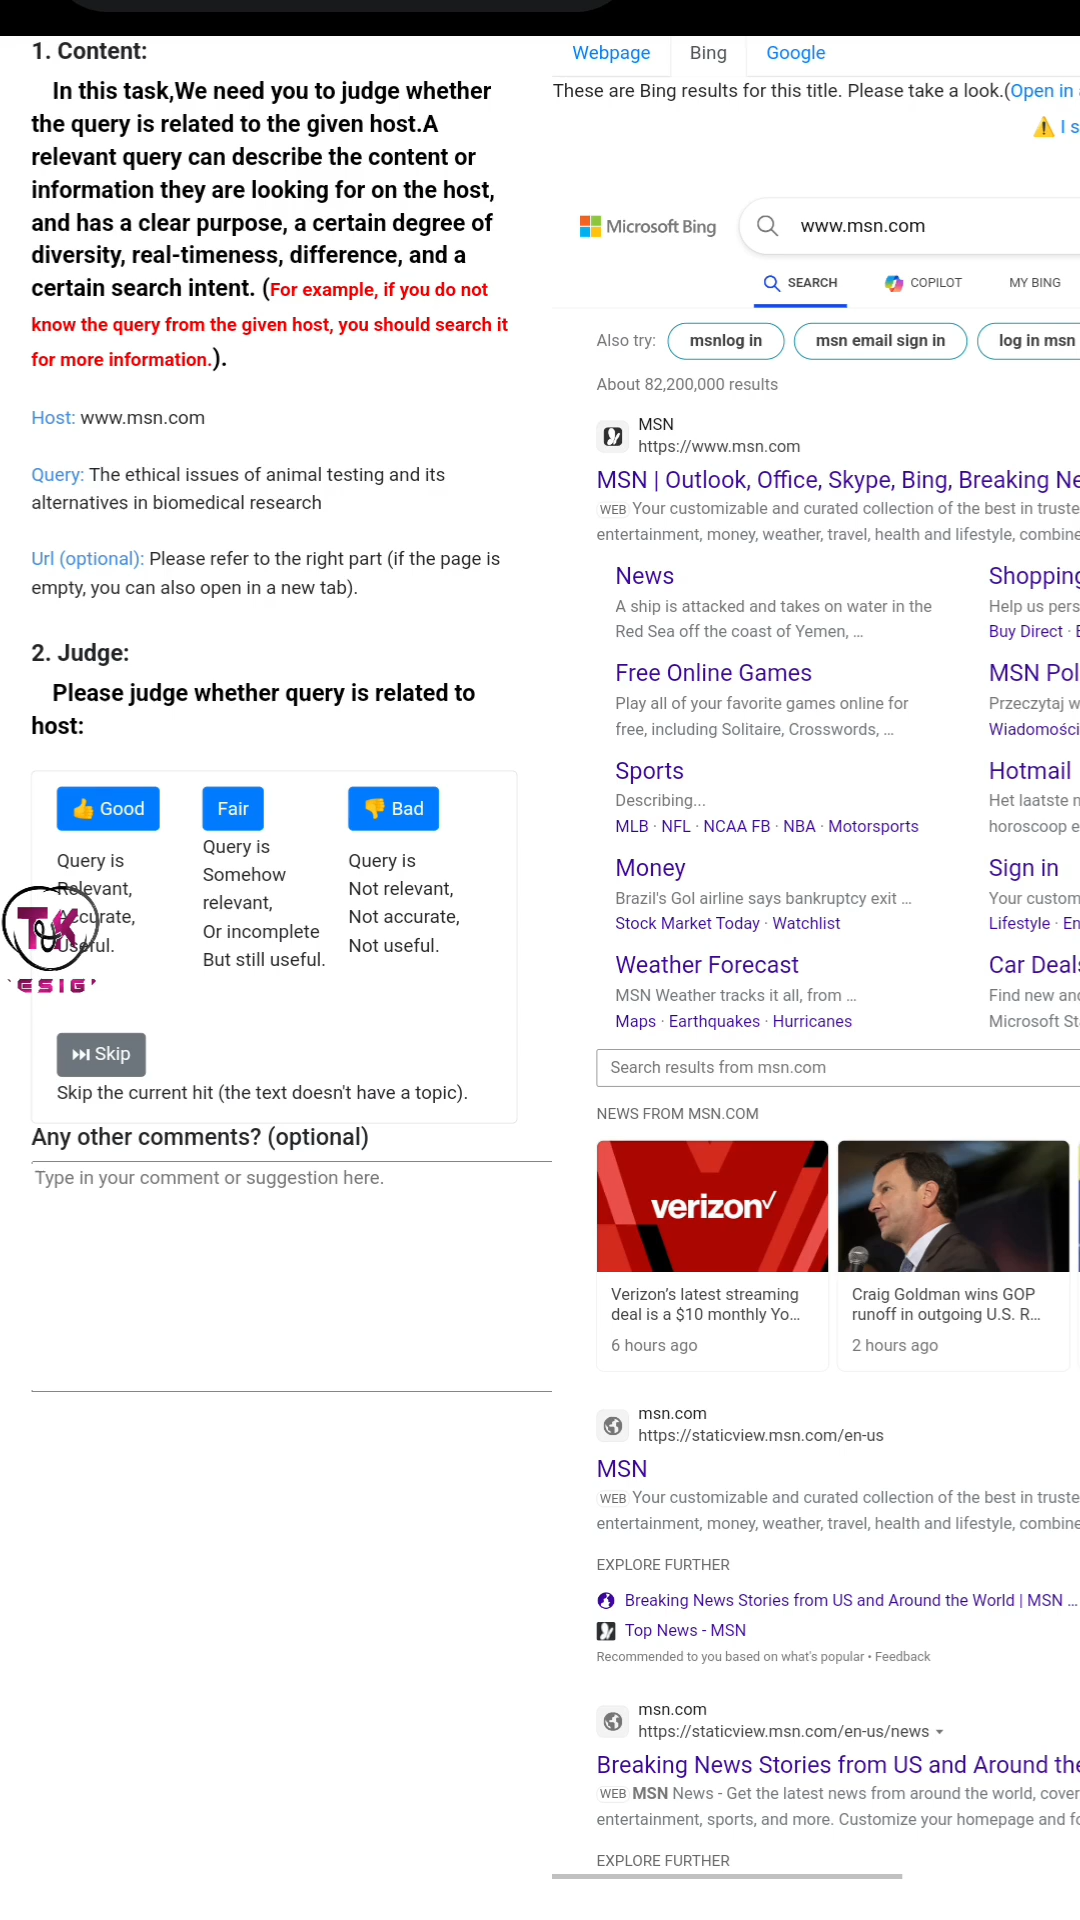 1. Content:
In this task,We need you to judge whether
the query is related to the given host.A
relevant query can describe the content or
information they are looking for on the host,
and has a clear purpose, a certain degree of
diversity, real-timeness, difference, and a
certain search intent. (For example, if you do not
know the query from the given host, you should search it
for more information.).
Host: www.msn.com
Query: The ethical issues of animal testing and its
alternatives in biomedical research
Url (optional): Please refer to the right part (if the page is
empty, you can also open in a new tab).
2. Judge:
Please judge whether query is related to
host:
👍 Good
Query is
Relevant,
Accurate,
Useful.
Fair
Query is
Somehow
relevant,
Or incomplete
But still useful.
👎 Bad
Query is
Not relevant,
Not accurate,
Not useful.
⏭ Skip
Skip the current hit (the text doesn't have a topic).
Any other comments? (optional)
Type in your comment or suggestion here.
Webpage Bing Google
These are Bing results for this title. Please take a look.(Open in
⚠️ I s
Microsoft Bing
www.msn.com
SEARCH COPILOT MY BING
Also try: msnlog in msn email sign in log in msn
About 82,200,000 results
MSN
https://www.msn.com
MSN | Outlook, Office, Skype, Bing, Breaking Ne
WEB Your customizable and curated collection of the best in truste
entertainment, money, weather, travel, health and lifestyle, combine
News
A ship is attacked and takes on water in the
Red Sea off the coast of Yemen, ...
Free Online Games
Play all of your favorite games online for
free, including Solitaire, Crosswords, ...
Sports
Describing...
MLB · NFL · NCAA FB · NBA · Motorsports
Money
Brazil's Gol airline says bankruptcy exit ...
Stock Market Today · Watchlist
Weather Forecast
MSN Weather tracks it all, from ...
Maps · Earthquakes · Hurricanes
Shopping
Help us pers
Buy Direct · E
MSN Pol
Przeczytaj w
Wiadomości
Hotmail
Het laatste n
horoscoop e
Sign in
Your custom
Lifestyle · En
Car Deals
Find new and
Microsoft St
Search results from msn.com
NEWS FROM MSN.COM
verizon✓
Verizon’s latest streaming
deal is a $10 monthly Yo...
6 hours ago
Craig Goldman wins GOP
runoff in outgoing U.S. R...
2 hours ago
msn.com
https://staticview.msn.com/en-us
MSN
WEB Your customizable and curated collection of the best in truste
entertainment, money, weather, travel, health and lifestyle, combine
EXPLORE FURTHER
Breaking News Stories from US and Around the World | MSN ...
Top News - MSN
Recommended to you based on what's popular • Feedback
msn.com
https://staticview.msn.com/en-us/news
Breaking News Stories from US and Around the
WEB MSN News - Get the latest news from around the world, cover
entertainment, sports, and more. Customize your homepage and fo
EXPLORE FURTHER